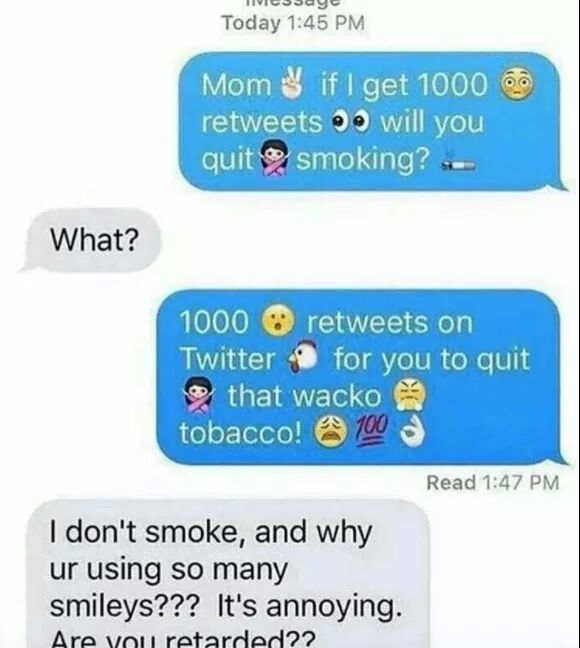 iMessage
Today 1:45 PM
Mom ✌🏻 if I get 1000 😳
retweets 👀 will you
quit 🙅🏻 smoking? 🚬
What?
1000 😮 retweets on
Twitter 🐔 for you to quit
🙅🏻 that wacko 😤
tobacco! 😩 💯 👌🏻
Read 1:47 PM
I don't smoke, and why
ur using so many
smileys??? It's annoying.
Are you retarded??